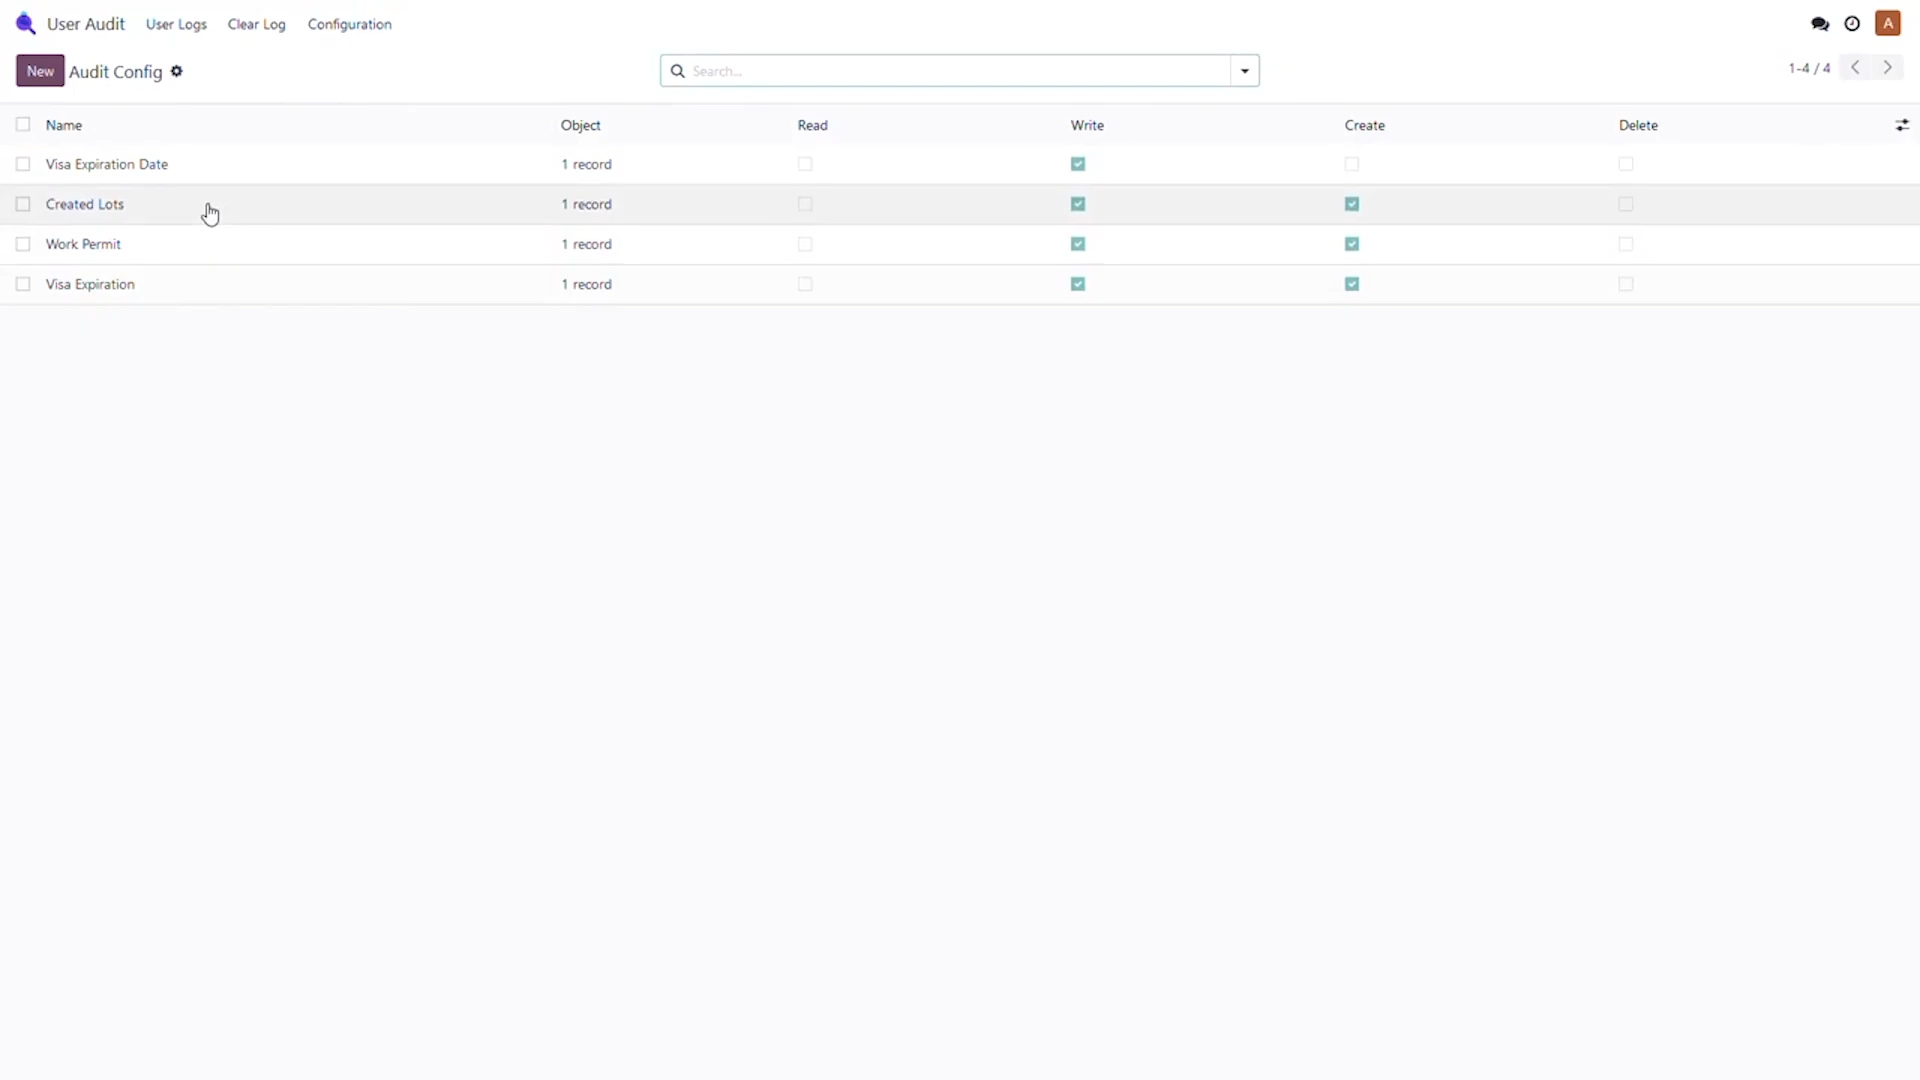 User Audit User Logs Clear Log Configuration A
New Audit Config Search... 1-4 / 4
Name Object Read Write Create Delete
Visa Expiration Date 1 record
Created Lots 1 record
Work Permit 1 record
Visa Expiration 1 record